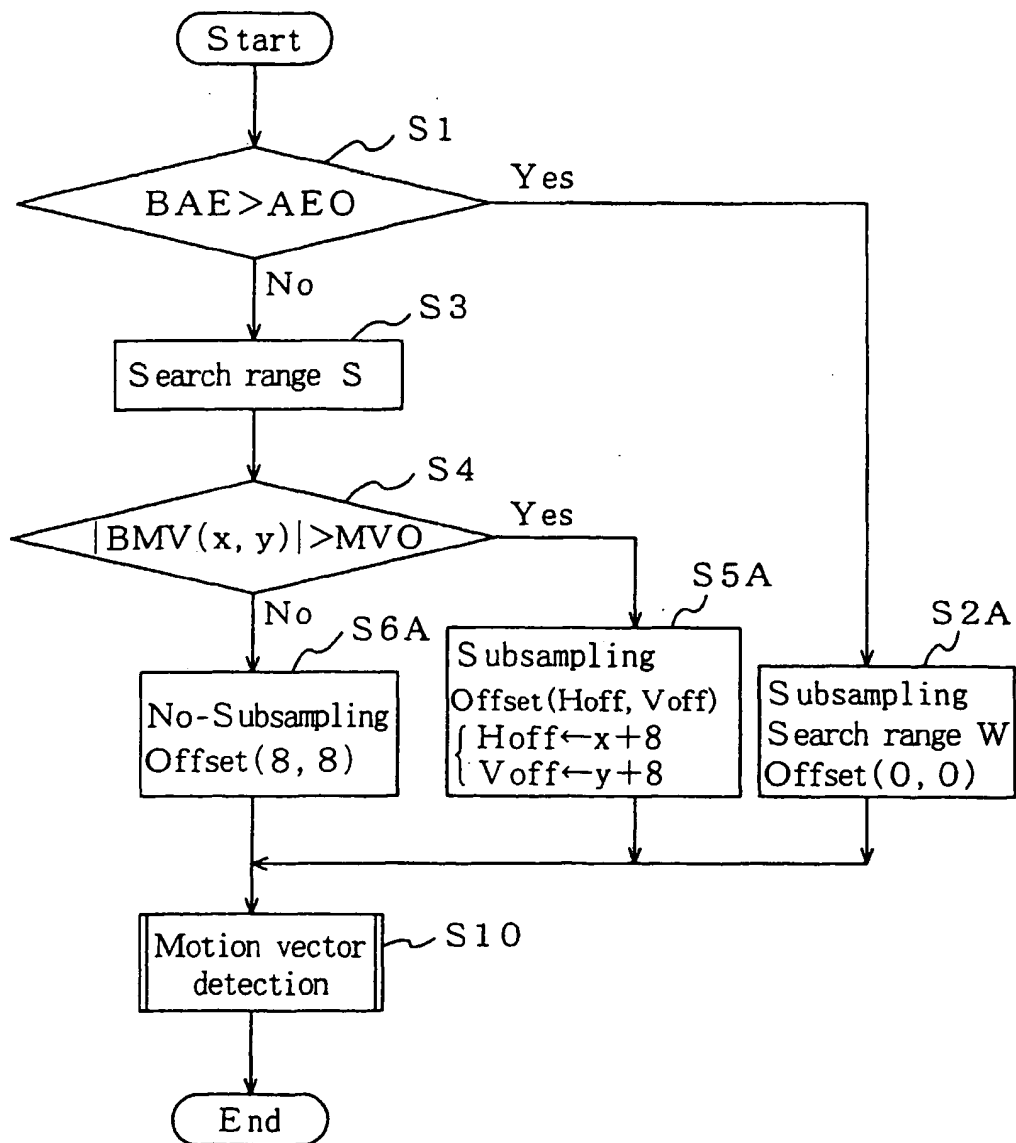 Start
S1
BAE>AEO
Yes
No
S3
Search range S
S4
|BMV(x, y)|>MVO
Yes
No
S6A
No-Subsampling
Offset(8, 8)
S5A
Subsampling
Offset(Hoff, Voff)
{ Hoff←x+8
Voff←y+8
S2A
Subsampling
Search range W
Offset(0, 0)
S10
Motion vector
detection
End